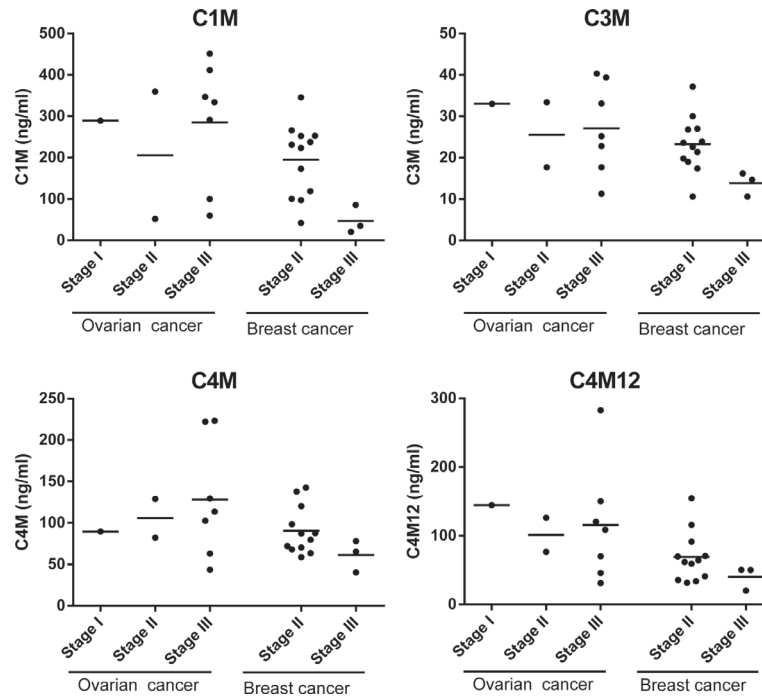 C1M
C1M (ng/ml)
500
400
300
200
100
0
Stage I
Stage II
Stage III
Stage II
Stage III
Ovarian cancer
Breast cancer
C3M
C3M (ng/ml)
50
40
30
20
10
0
Stage I
Stage II
Stage III
Stage II
Stage III
Ovarian cancer
Breast cancer
C4M
C4M (ng/ml)
250
200
150
100
50
0
Stage I
Stage II
Stage III
Stage II
Stage III
Ovarian cancer
Breast cancer
C4M12
C4M12 (ng/ml)
300
200
100
0
Stage I
Stage II
Stage III
Stage II
Stage III
Ovarian cancer
Breast cancer